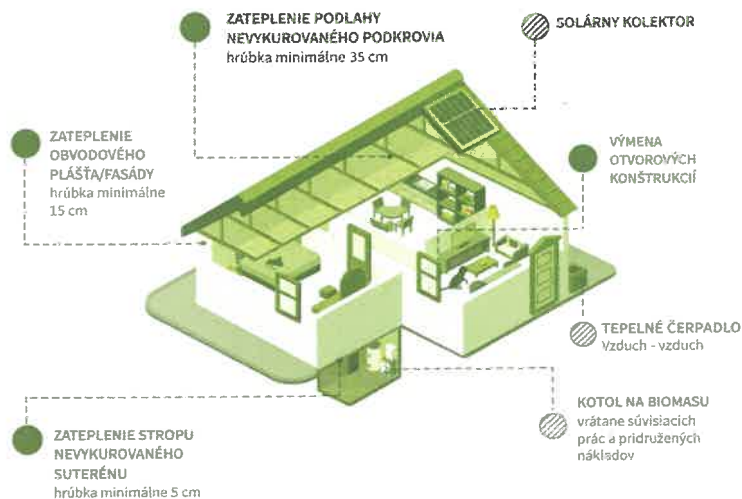 ZATEPLENIE PODLAHY
NEVYKUROVANÉHO PODKROVIA
hrúbka minimálne 35 cm
SOLÁRNY KOLEKTOR
ZATEPLENIE
OBVODOVÉHO
PLÁŠŤA/FASÁDY
hrúbka minimálne
15 cm
VÝMENA
OTVOROVÝCH
KONŠTRUKCIÍ
TEPELNÉ ČERPADLO
Vzduch - vzduch
KOTOL NA BIOMASU
vrátane súvisiacich
prác a pridružených
nákladov
ZATEPLENIE STROPU
NEVYKUROVANÉHO
SUTERÉNU
hrúbka minimálne 5 cm